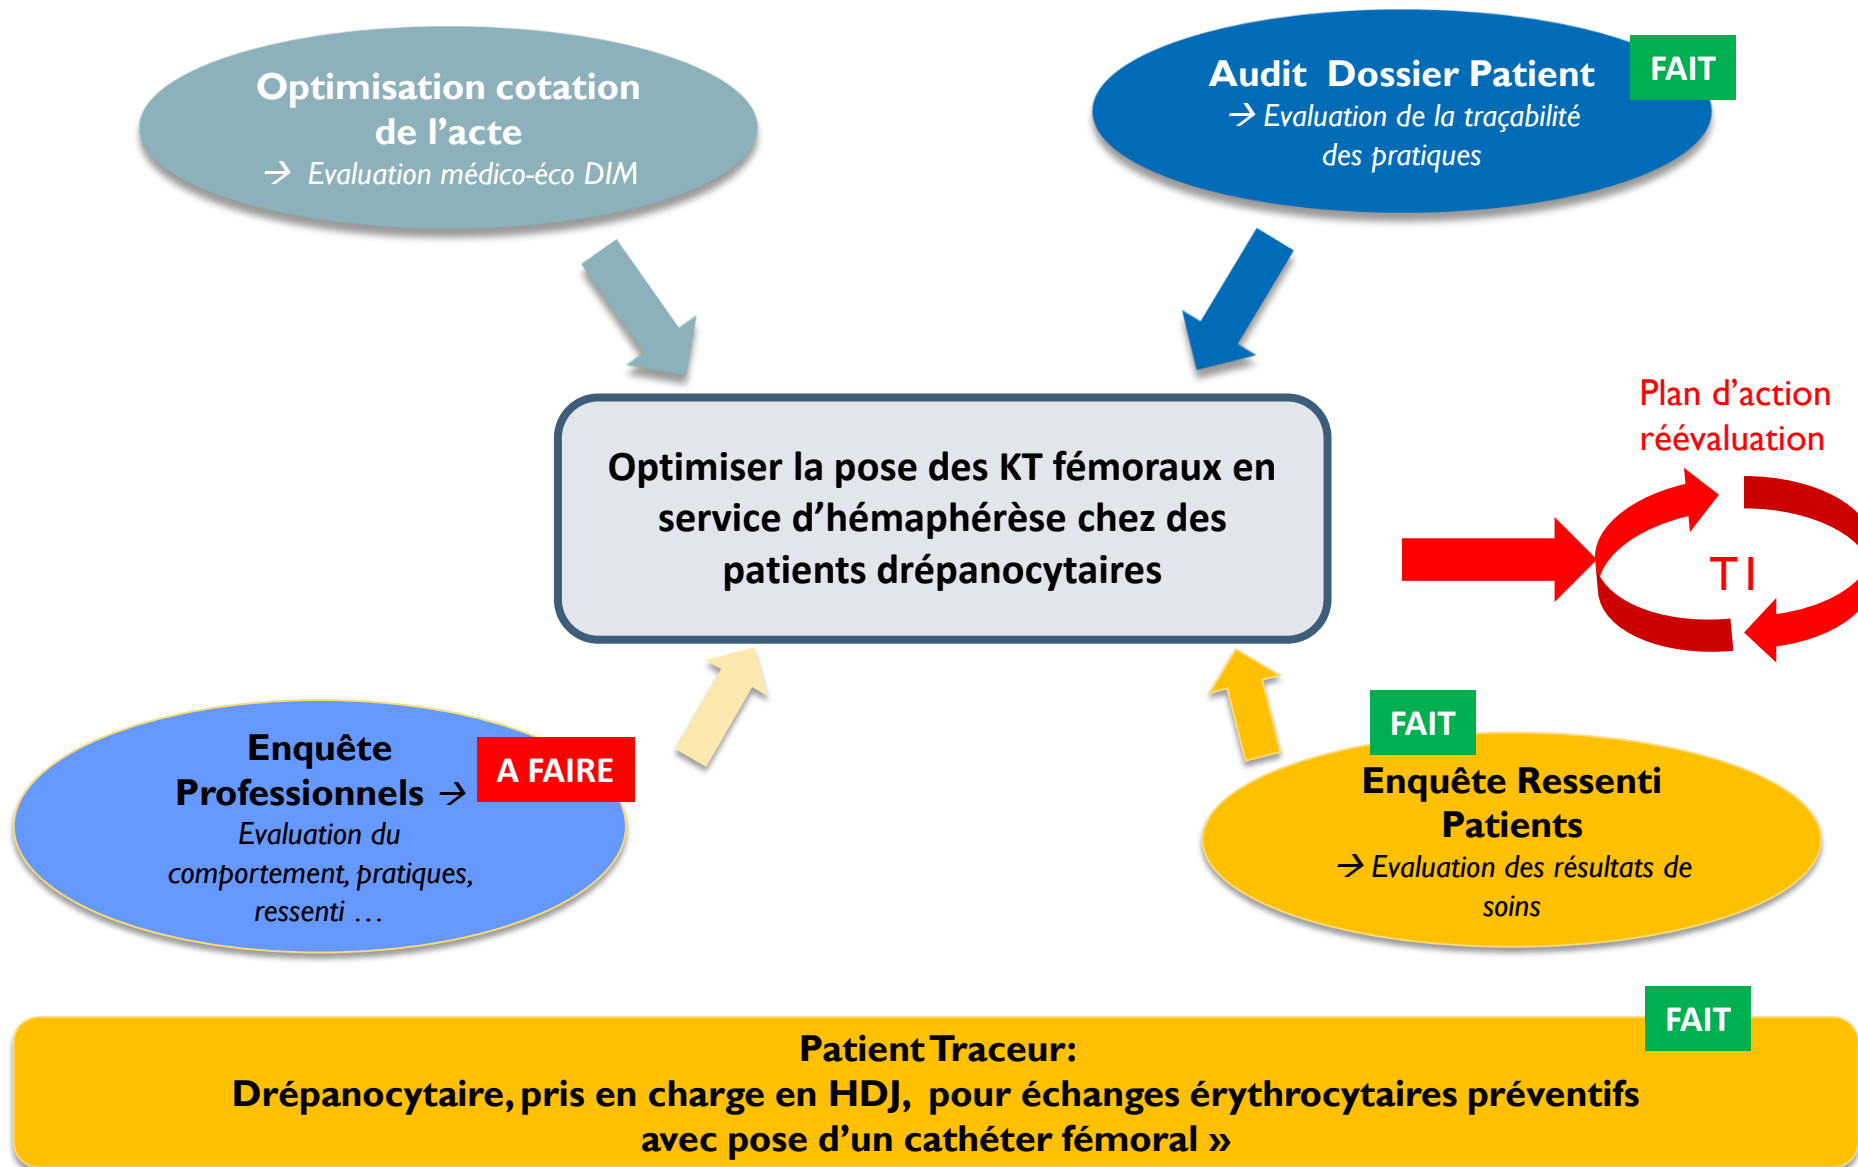 Optimisation cotation
de l’acte
→ Evaluation médico-éco DIM
Audit Dossier Patient
→ Evaluation de la traçabilité
des pratiques
FAIT
Optimiser la pose des KT fémoraux en
service d’hémaphérèse chez des
patients drépanocytaires
Plan d’action
réévaluation
T1
Enquête
Professionnels →
Evaluation du
comportement, pratiques,
ressenti …
A FAIRE
FAIT
Enquête Ressenti
Patients
→ Evaluation des résultats de
soins
FAIT
Patient Traceur:
Drépanocytaire, pris en charge en HDJ, pour échanges érythrocytaires préventifs
avec pose d’un cathéter fémoral »